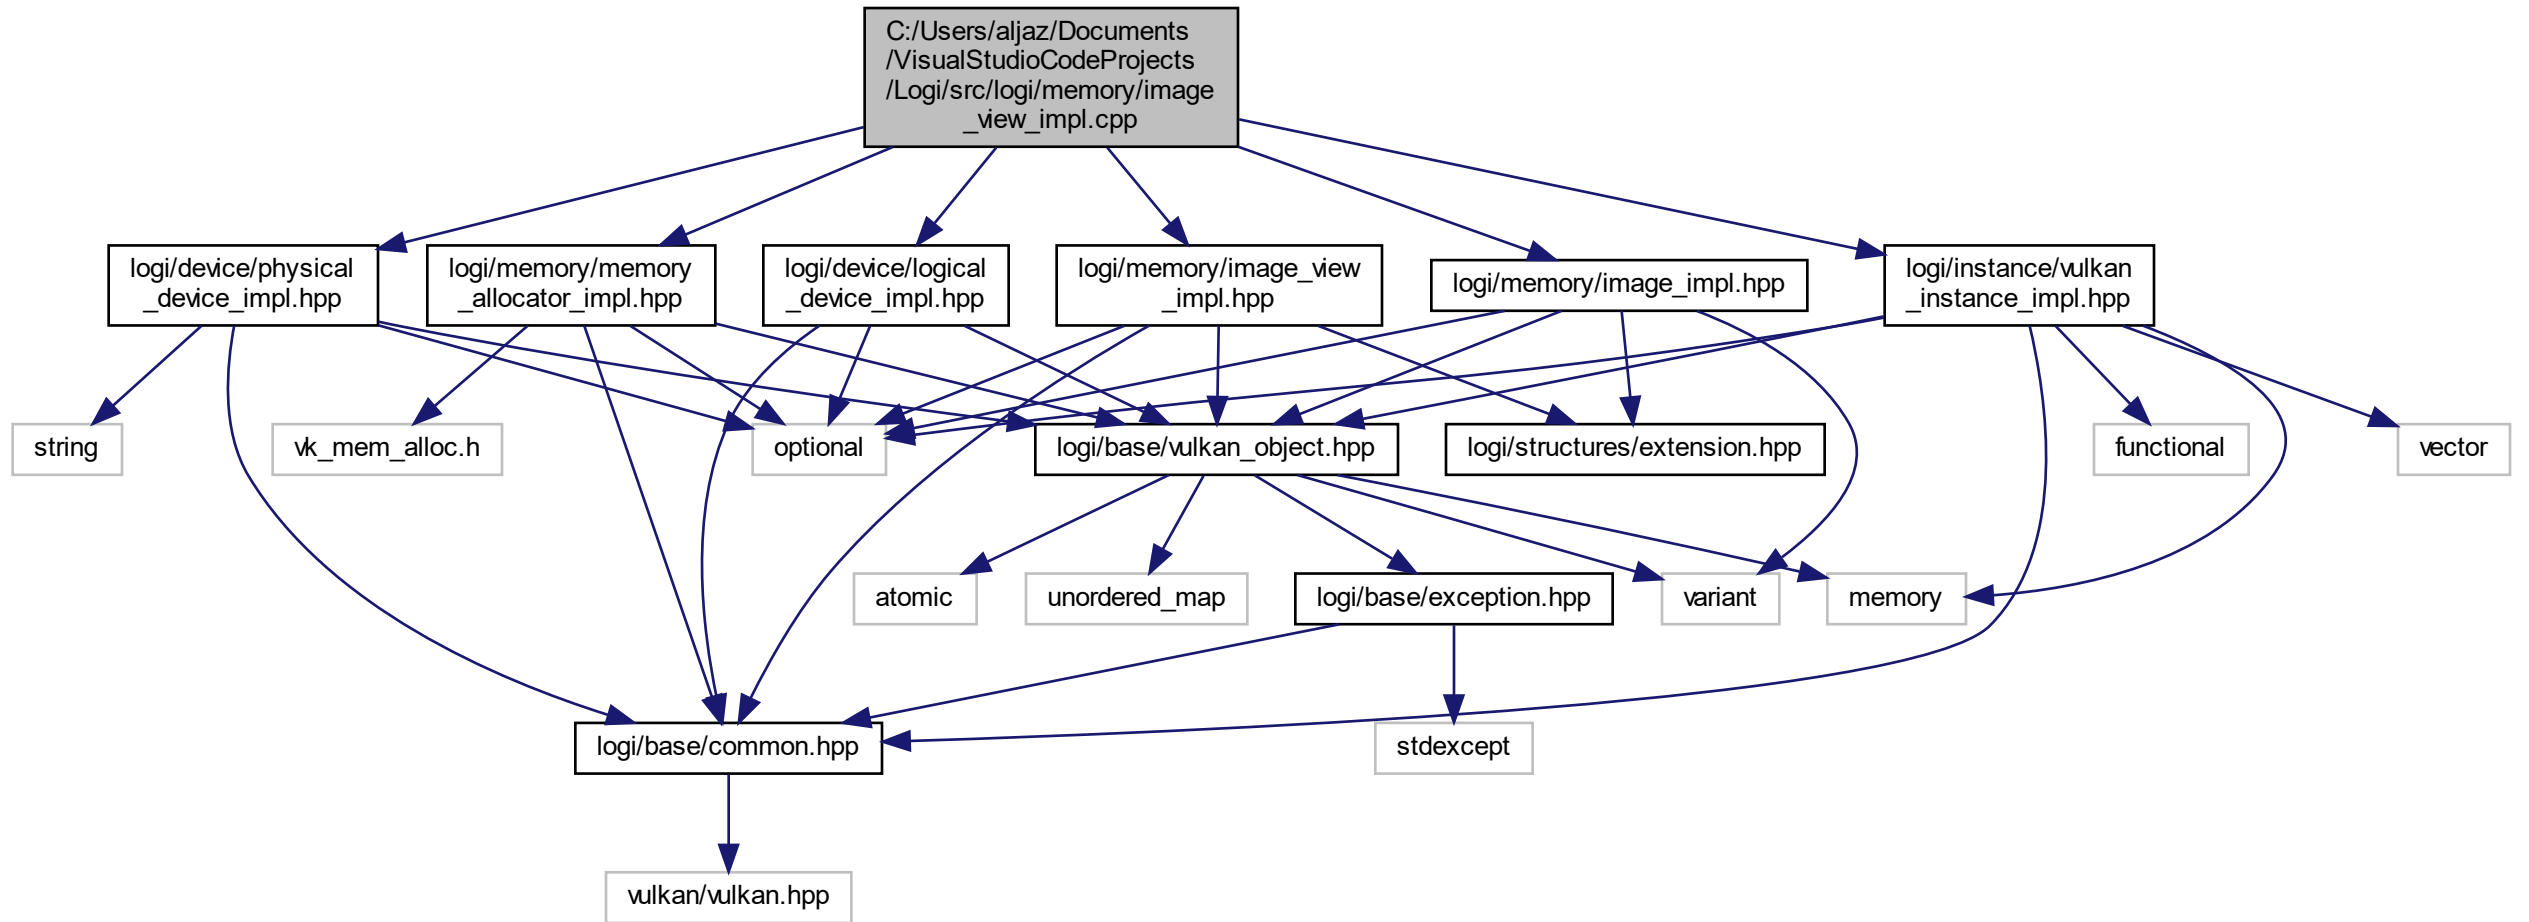 C:/Users/aljaz/Documents
/VisualStudioCodeProjects
/Logi/src/logi/memory/image
_view_impl.cpp
logi/device/physical
_device_impl.hpp
logi/memory/memory
_allocator_impl.hpp
logi/device/logical
_device_impl.hpp
logi/memory/image_view
_impl.hpp
logi/memory/image_impl.hpp
logi/instance/vulkan
_instance_impl.hpp
string
vk_mem_alloc.h
optional
logi/base/vulkan_object.hpp
logi/structures/extension.hpp
functional
vector
atomic
unordered_map
logi/base/exception.hpp
variant
memory
logi/base/common.hpp
stdexcept
vulkan/vulkan.hpp